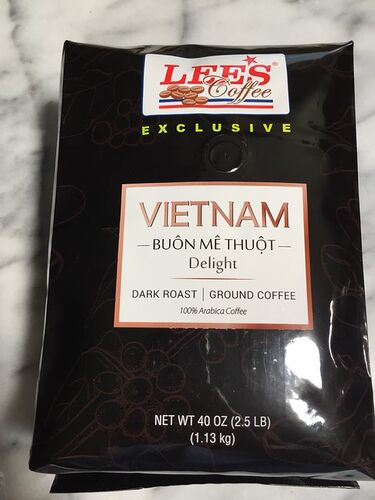 LEE'S®
Coffee
EXCLUSIVE
VIETNAM
—BUÔN MÊ THUỘT—
Delight
DARK ROAST | GROUND COFFEE
100% Arabica Coffee
NET WT 40 OZ (2.5 LB)
(1.13 kg)